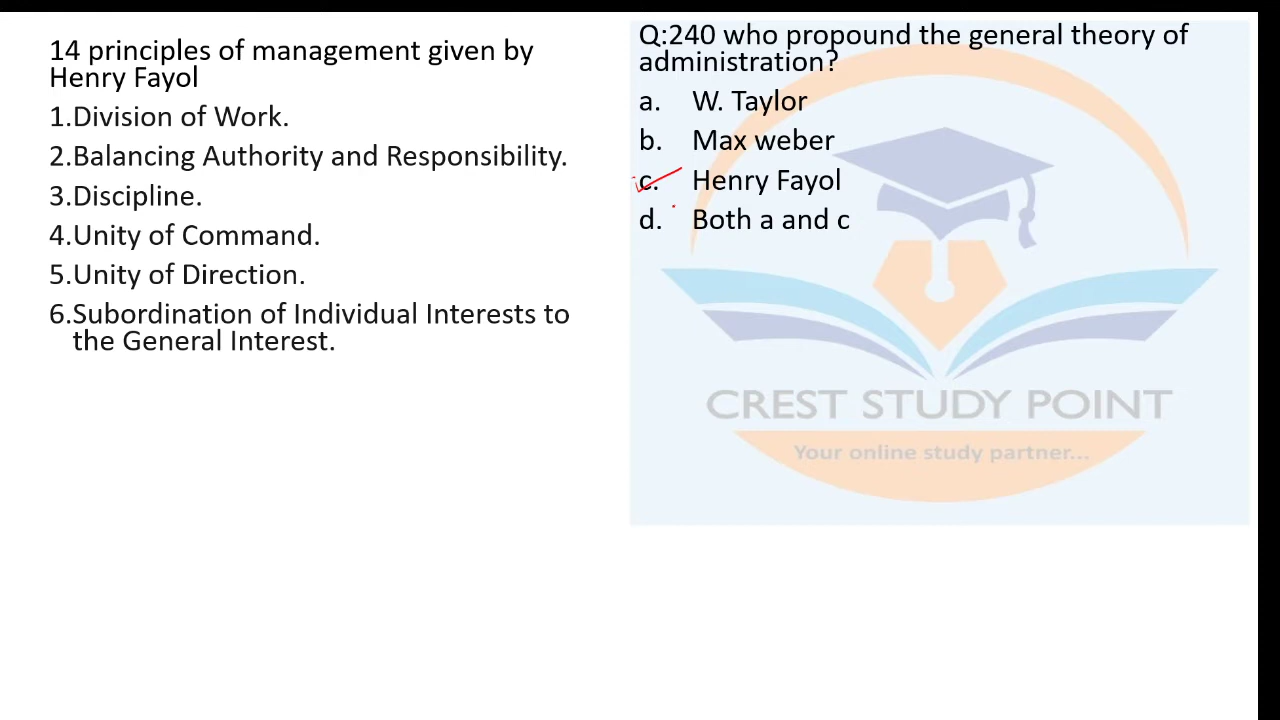 14 principles of management given by
Henry Fayol
1.Division of Work.
2.Balancing Authority and Responsibility.
3.Discipline.
4.Unity of Command.
5.Unity of Direction.
6.Subordination of Individual Interests to
the General Interest.
Q:240 who propound the general theory of
administration?
a. W. Taylor
b. Max weber
c. Henry Fayol
d. Both a and c
CREST STUDY POINT
Your online study partner...